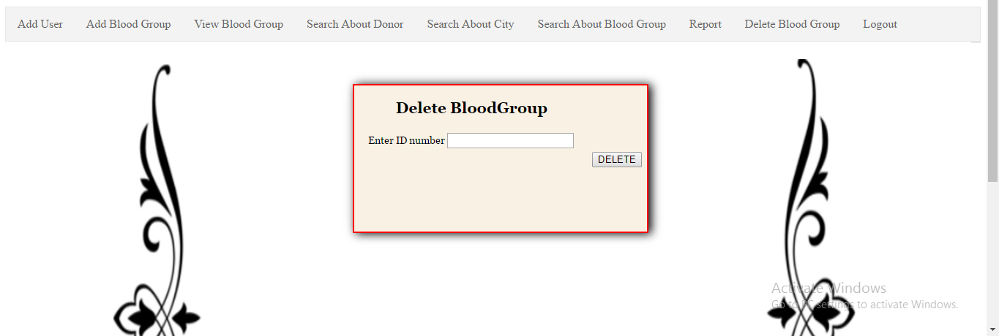 Add User Add Blood Group View Blood Group Search About Donor Search About City Search About Blood Group Report Delete Blood Group Logout
Delete BloodGroup
Enter ID number
DELETE
Activate Windows
Go to PC settings to activate Windows.